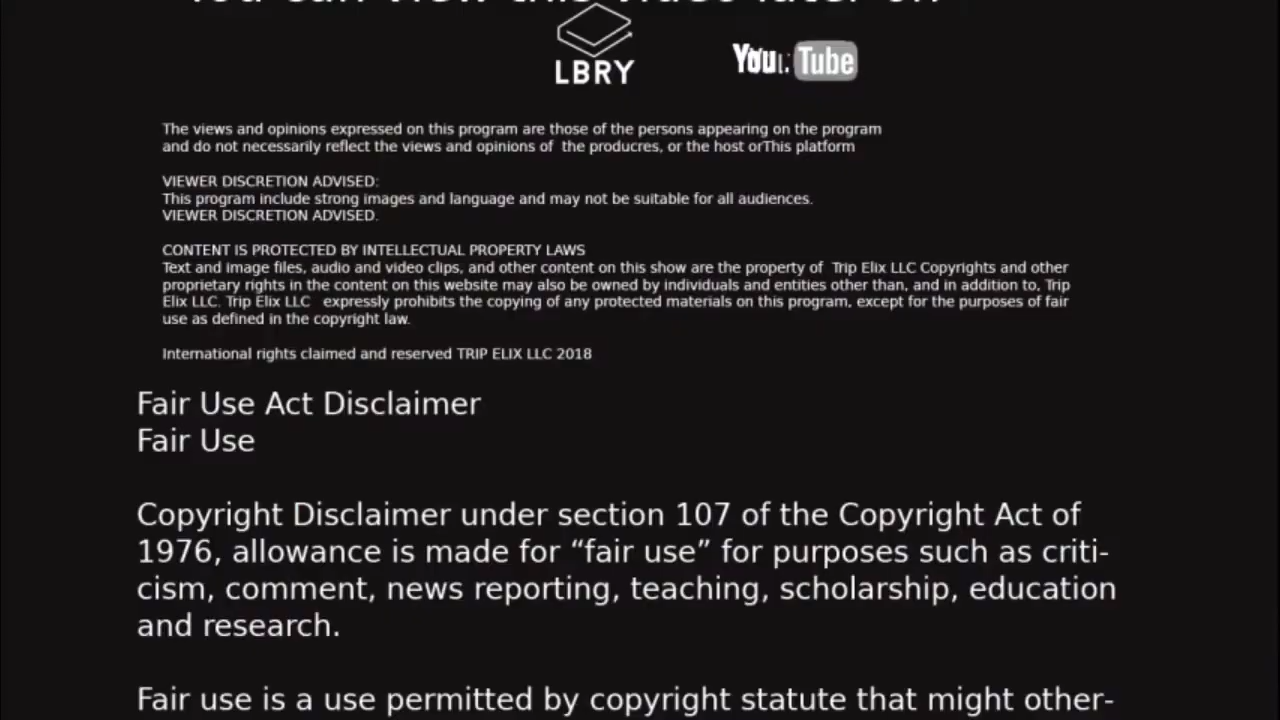 You can view this video later on
LBRY
YouTube
The views and opinions expressed on this program are those of the persons appearing on the program
and do not necessarily reflect the views and opinions of  the producres, or the host orThis platform
VIEWER DISCRETION ADVISED:
This program include strong images and language and may not be suitable for all audiences.
VIEWER DISCRETION ADVISED.
CONTENT IS PROTECTED BY INTELLECTUAL PROPERTY LAWS
Text and image files, audio and video clips, and other content on this show are the property of  Trip Elix LLC Copyrights and other
proprietary rights in the content on this website may also be owned by individuals and entities other than, and in addition to, Trip
Elix LLC. Trip Elix LLC   expressly prohibits the copying of any protected materials on this program, except for the purposes of fair
use as defined in the copyright law.
International rights claimed and reserved TRIP ELIX LLC 2018
Fair Use Act Disclaimer
Fair Use
Copyright Disclaimer under section 107 of the Copyright Act of
1976, allowance is made for “fair use” for purposes such as criti-
cism, comment, news reporting, teaching, scholarship, education
and research.
Fair use is a use permitted by copyright statute that might other-